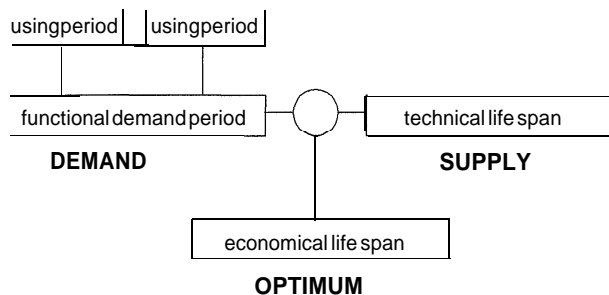 usingperiod usingperiod
functional demand period technical life span
DEMAND SUPPLY
economical life span
OPTIMUM